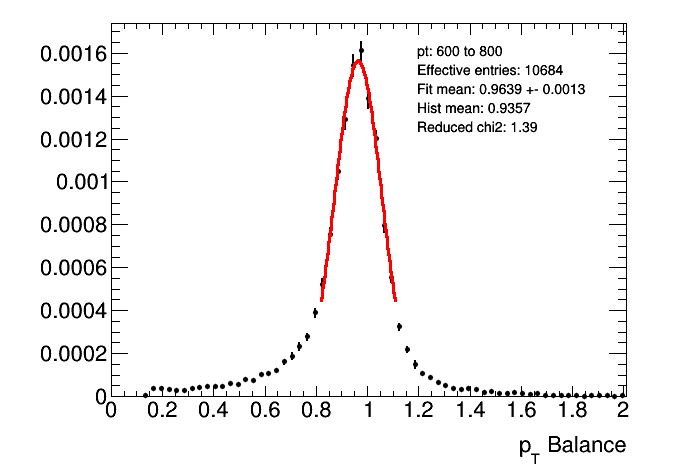 0.0016
0.0014
0.0012
0.001
0.0008
0.0006
0.0004
0.0002
0
pt: 600 to 800
Effective entries: 10684
Fit mean: 0.9639 +- 0.0013
Hist mean: 0.9357
Reduced chi2: 1.39
0 0.2 0.4 0.6 0.8 1 1.2 1.4 1.6 1.8 2
pT Balance